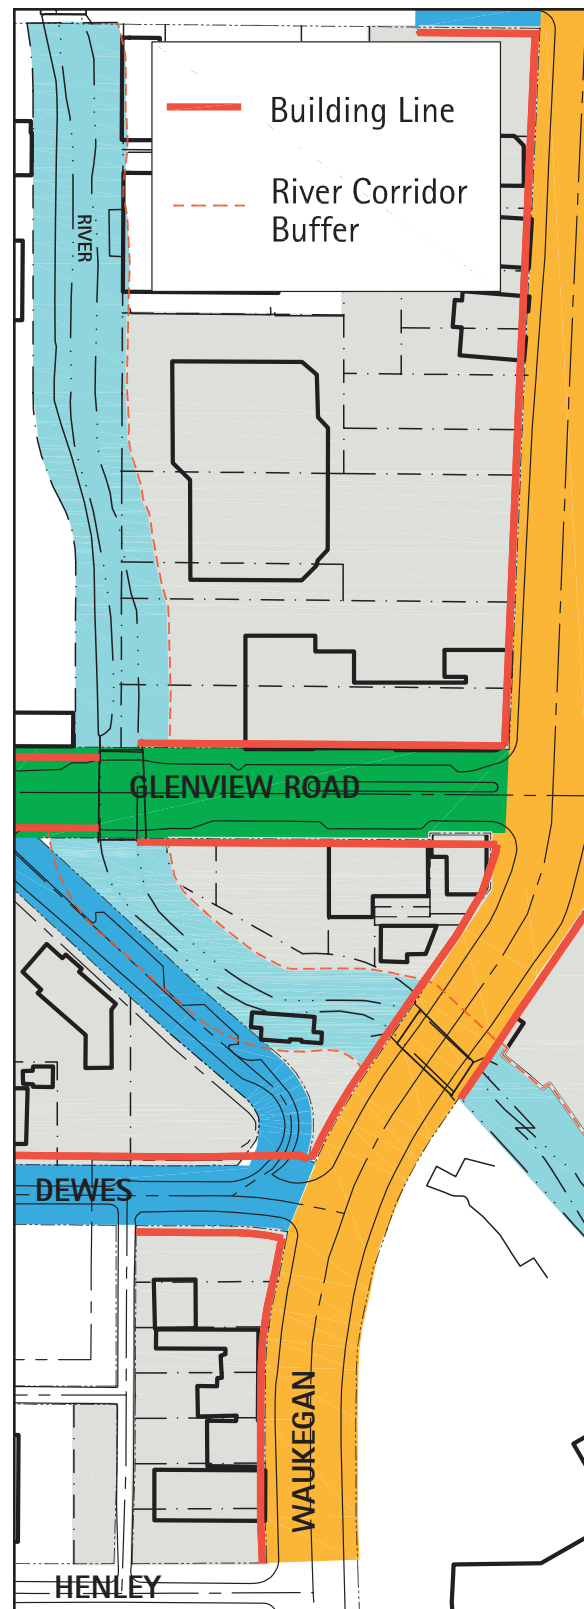 Building Line
River Corridor
Buffer
RIVER
GLENVIEW ROAD
DEWES
WAUKEGAN
HENLEY